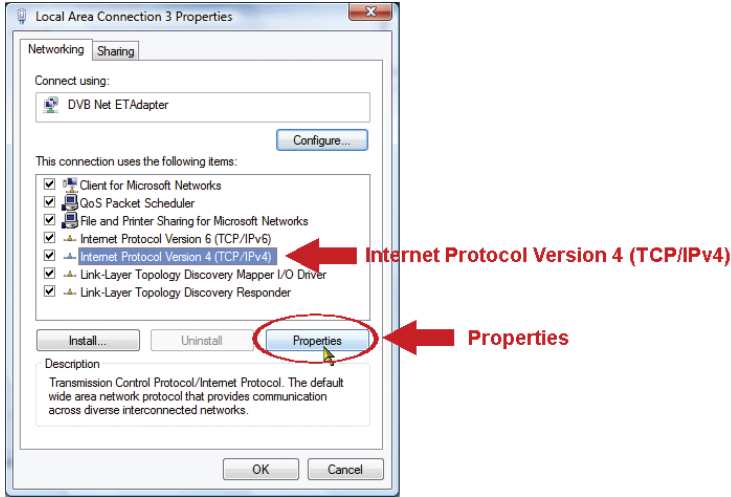 Local Area Connection 3 Properties
Networking
Sharing
Connect using:
DVB Net ETAdapter
Configure...
This connection uses the following items:
Client for Microsoft Networks
QoS Packet Scheduler
File and Printer Sharing for Microsoft Networks
Internet Protocol Version 6 (TCP/IPv6)
Internet Protocol Version 4 (TCP/IPv4)
Internet Protocol Version 4 (TCP/IPv4)
Link-Layer Topology Discovery Mapper I/O Driver
Link-Layer Topology Discovery Responder
Install...
Uninstall
Properties
Properties
Description
Transmission Control Protocol/Internet Protocol. The default
wide area network protocol that provides communication
across diverse interconnected networks.
OK
Cancel